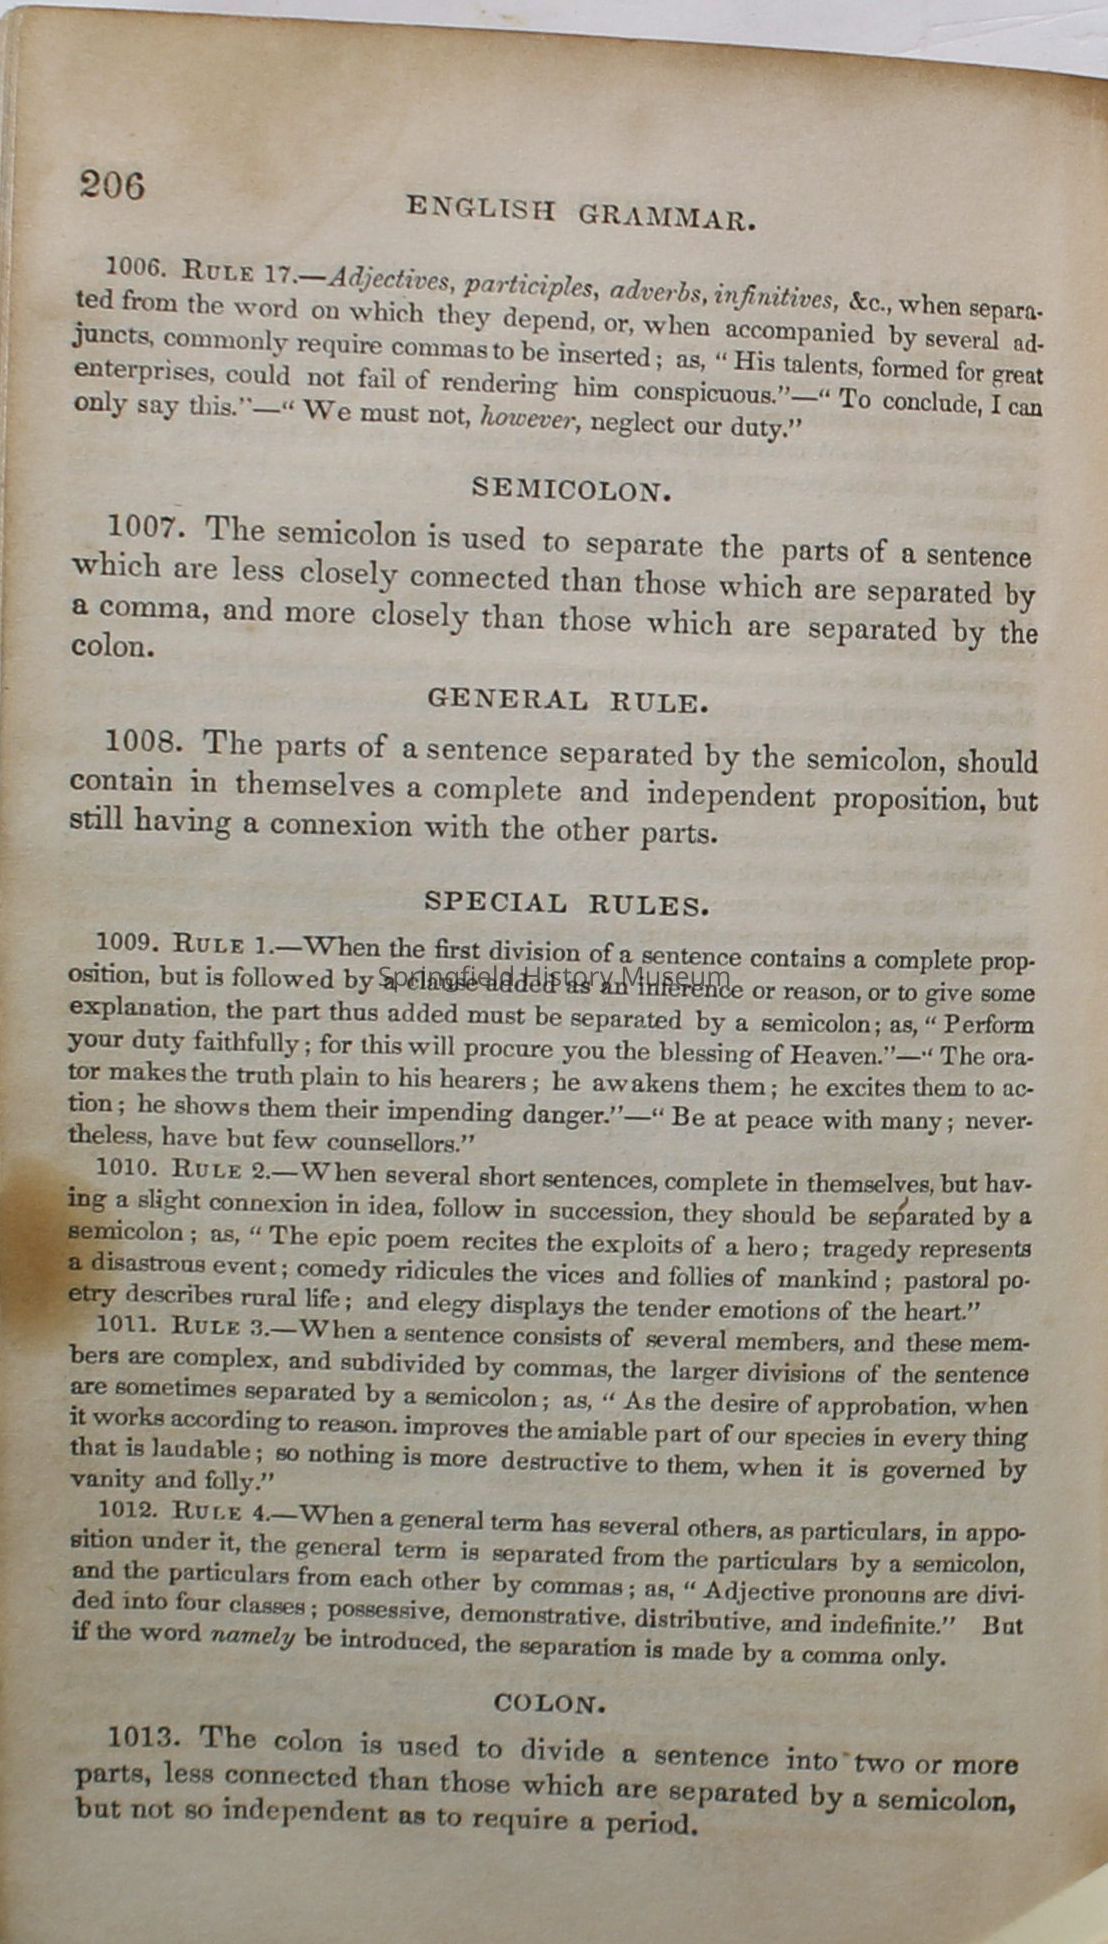 206
ENGLISH GRAMMAR.
1006. RULE 17.—Adjectives, participles, adverbs, infinitives, &c., when separa-
ted from the word on which they depend, or, when accompanied by several ad-
juncts, commonly require commas to be inserted; as, "His talents, formed for great
enterprises, could not fail of rendering him conspicuous."—"To conclude, I can
only say this."—"We must not, however, neglect our duty."
SEMICOLON.
1007. The semicolon is used to separate the parts of a sentence
which are less closely connected than those which are separated by
a comma, and more closely than those which are separated by the
colon.
GENERAL RULE.
1008. The parts of a sentence separated by the semicolon, should
contain in themselves a complete and independent proposition, but
still having a connexion with the other parts.
SPECIAL RULES.
1009. RULE 1.—When the first division of a sentence contains a complete prop-
osition, but is followed by a clause added as an inference or reason, or to give some
Springfield History Museum
explanation, the part thus added must be separated by a semicolon; as, "Perform
your duty faithfully; for this will procure you the blessing of Heaven."—"The ora-
tor makes the truth plain to his hearers; he awakens them; he excites them to ac-
tion; he shows them their impending danger."—"Be at peace with many; never-
theless, have but few counsellors."
1010. RULE 2.—When several short sentences, complete in themselves, but hav-
ing a slight connexion in idea, follow in succession, they should be separated by a
semicolon; as, "The epic poem recites the exploits of a hero; tragedy represents
a disastrous event; comedy ridicules the vices and follies of mankind; pastoral po-
etry describes rural life; and elegy displays the tender emotions of the heart."
1011. RULE 3.—When a sentence consists of several members, and these mem-
bers are complex, and subdivided by commas, the larger divisions of the sentence
are sometimes separated by a semicolon; as, "As the desire of approbation, when
it works according to reason, improves the amiable part of our species in every thing
that is laudable; so nothing is more destructive to them, when it is governed by
vanity and folly."
1012. RULE 4.—When a general term has several others, as particulars, in appo-
sition under it, the general term is separated from the particulars by a semicolon,
and the particulars from each other by commas; as, "Adjective pronouns are divi-
ded into four classes; possessive, demonstrative, distributive, and indefinite." But
if the word namely be introduced, the separation is made by a comma only.
COLON.
1013. The colon is used to divide a sentence into two or more
parts, less connected than those which are separated by a semicolon,
but not so independent as to require a period.